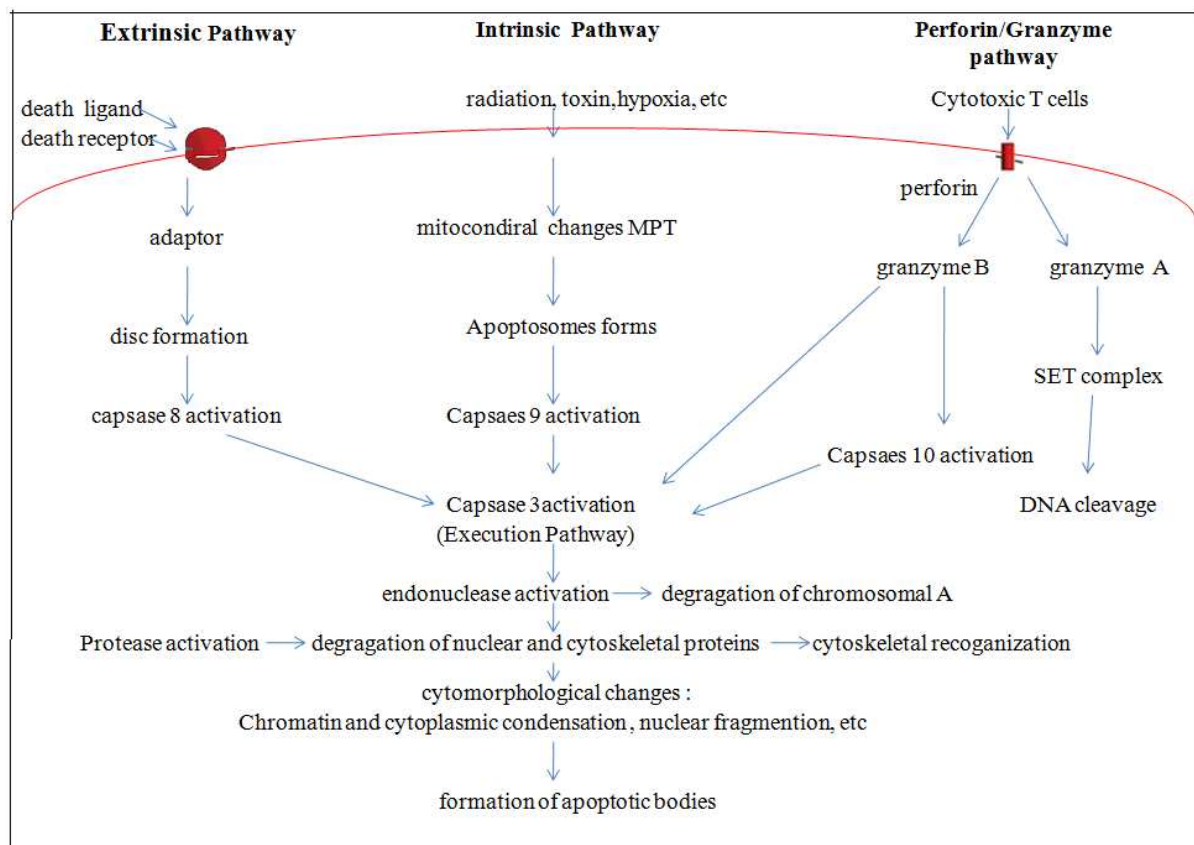 Extrinsic Pathway
Intrinsic Pathway
Perforin/Granzyme
pathway
death ligand
death receptor
radiation, toxin,hypoxia, etc
Cytotoxic T cells
perforin
adaptor
mitocondiral changes MPT
granzyme B
granzyme A
disc formation
Apoptosomes forms
SET complex
capsase 8 activation
Capsaes 9 activation
Capsaes 10 activation
Capsase 3activation
(Execution Pathway)
DNA cleavage
endonuclease activation
degragation of chromosomal A
Protease activation
degragation of nuclear and cytoskeletal proteins
cytoskeletal recoganization
cytomorphological changes :
Chromatin and cytoplasmic condensation , nuclear fragmention, etc
formation of apoptotic bodies